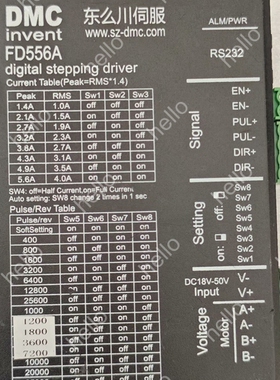 DMC
invent
东么川伺服
www.sz-dmc.com
FD556A
digital stepping driver
Current Table(Peak=RMS*1.4)
Peak RMS Sw1 Sw2 Sw3
1.4A 1.0A off off off
2.1A 1.5A on off off
2.7A 1.9A off on off
3.2A 2.3A on on off
3.8A 2.7A off off on
4.3A 3.1A on off on
4.9A 3.5A off on on
5.6A 4.0A on on on
SW4: off=Half Current,on=Full Current
Auto setting: SW8 change 2 times in 1 sec
Pulse/Rev Table
Pulse/rev Sw5 Sw6 Sw7 Sw8
SoftSetting on on on on
400 off on on on
800 on off on on
1600 off off on on
3200 on on off on
6400 off on off on
12800 on off off on
25600 off off off on
1000 on on on off
1200
1800
3600
7200
10000
20000
ALM/PWR
RS232
Signal
EN+
EN-
PUL+
PUL-
DIR+
DIR-
Setting
Sw8
Sw7
Sw6
Sw5
Sw4
Sw3
Sw2
Sw1
off
on
DC18V-50V
Input
V-
V+
Voltage
Motor
A+
A-
B+
B-
hello